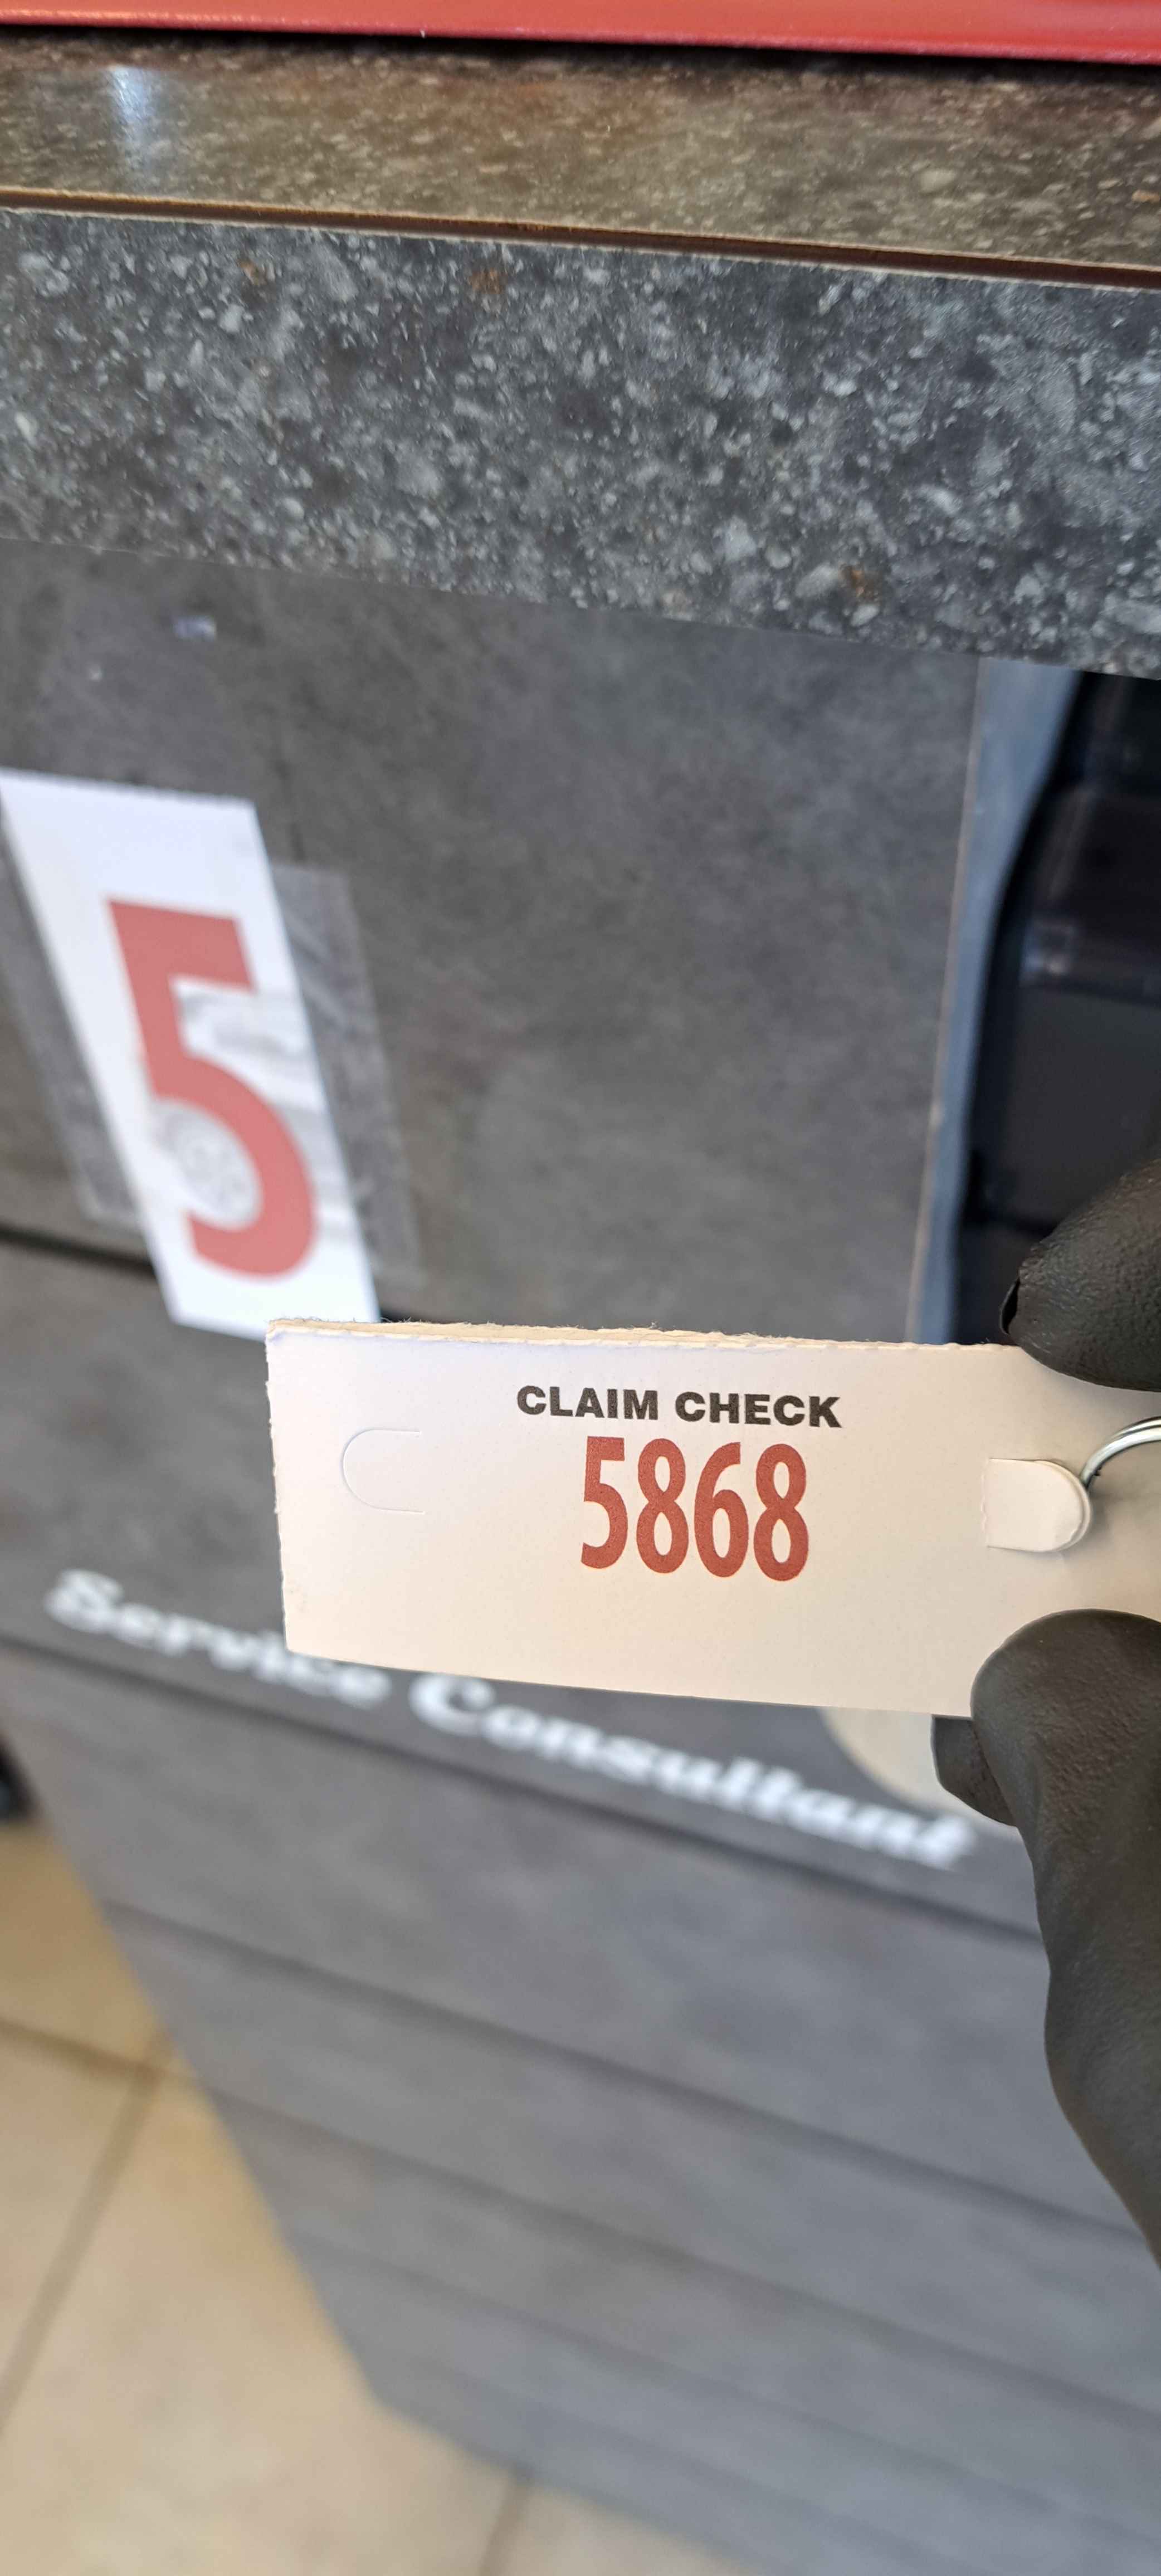 5
CLAIM CHECK
5868
Service Consultant